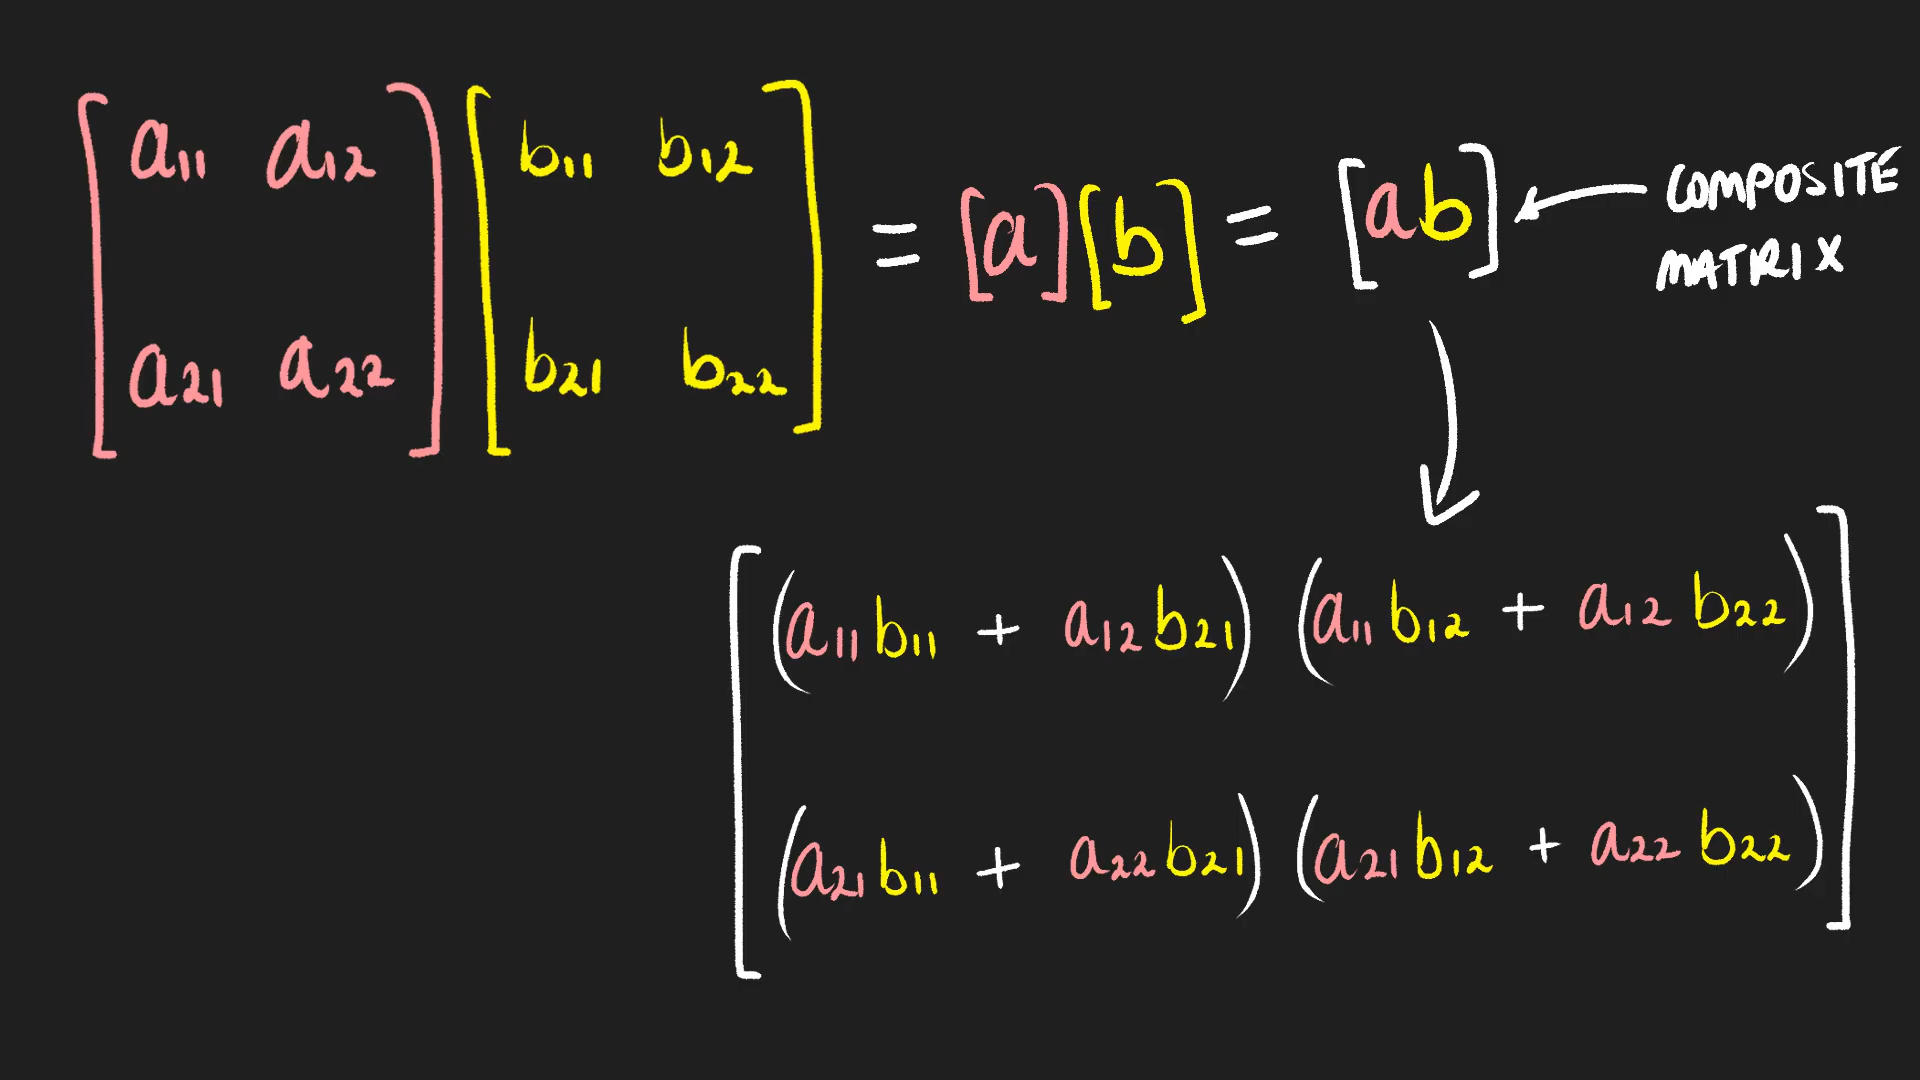 [a₁₁ a₁₂] [b₁₁ b₁₂]
[a₂₁ a₂₂] [b₂₁ b₂₂]
= [a][b] = [ab]
COMPOSITE
MATRIX
[(a₁₁b₁₁ + a₁₂b₂₁) (a₁₁b₁₂ + a₁₂b₂₂)]
[(a₂₁b₁₁ + a₂₂b₂₁) (a₂₁b₁₂ + a₂₂b₂₂)]